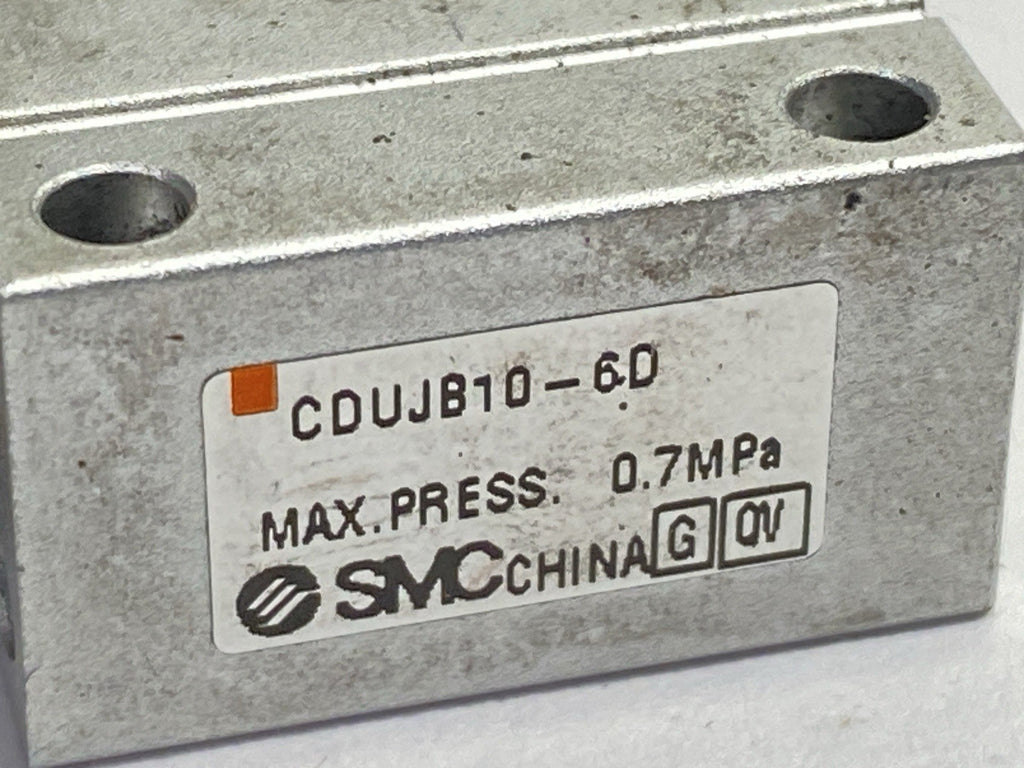 CDUJB10-6D
MAX.PRESS. 0.7MPa
SMC CHINA G QV